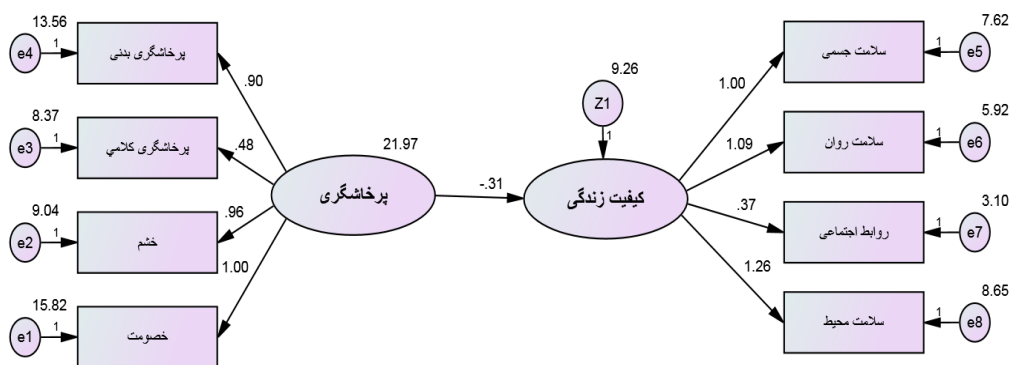 13.56
e4
1
پرخاشگری بدنی
.90
8.37
e3
1
پرخاشگری کلامي
.48
9.04
e2
1
خشم
.96
15.82
e1
1
خصومت
1.00
21.97
پرخاشگری
-.31
9.26
Z1
1
کیفیت زندگی
1.00
سلامت جسمی
1
7.62
e5
1.09
سلامت روان
1
5.92
e6
.37
روابط اجتماعی
1
3.10
e7
1.26
سلامت محیط
1
8.65
e8